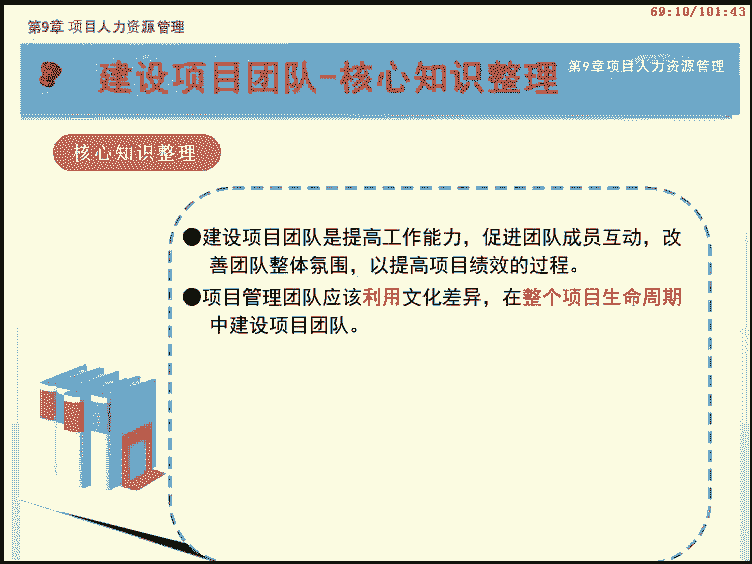 69:10/101:43
第9章 项目人力资源管理
建设项目团队-核心知识整理
第9章项目人力资源管理
核心知识整理
●建设项目团队是提高工作能力，促进团队成员互动，改
善团队整体氛围，以提高项目绩效的过程。
●项目管理团队应该利用文化差异，在整个项目生命周期
中建设项目团队。